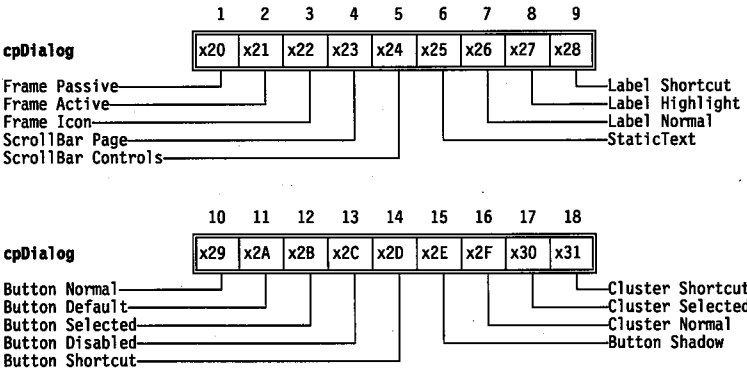 1 2 3 4 5 6 7 8 9
cpDialog x20 x21 x22 x23 x24 x25 x26 x27 x28
Frame Passive Label Shortcut
Frame Active Label Highlight
Frame Icon Label Normal
ScrollBar Page StaticText
ScrollBar Controls
10 11 12 13 14 15 16 17 18
cpDialog x29 x2A x2B x2C x2D x2E x2F x30 x31
Button Normal Cluster Shortcut
Button Default Cluster Selected
Button Selected Cluster Normal
Button Disabled Button Shadow
Button Shortcut